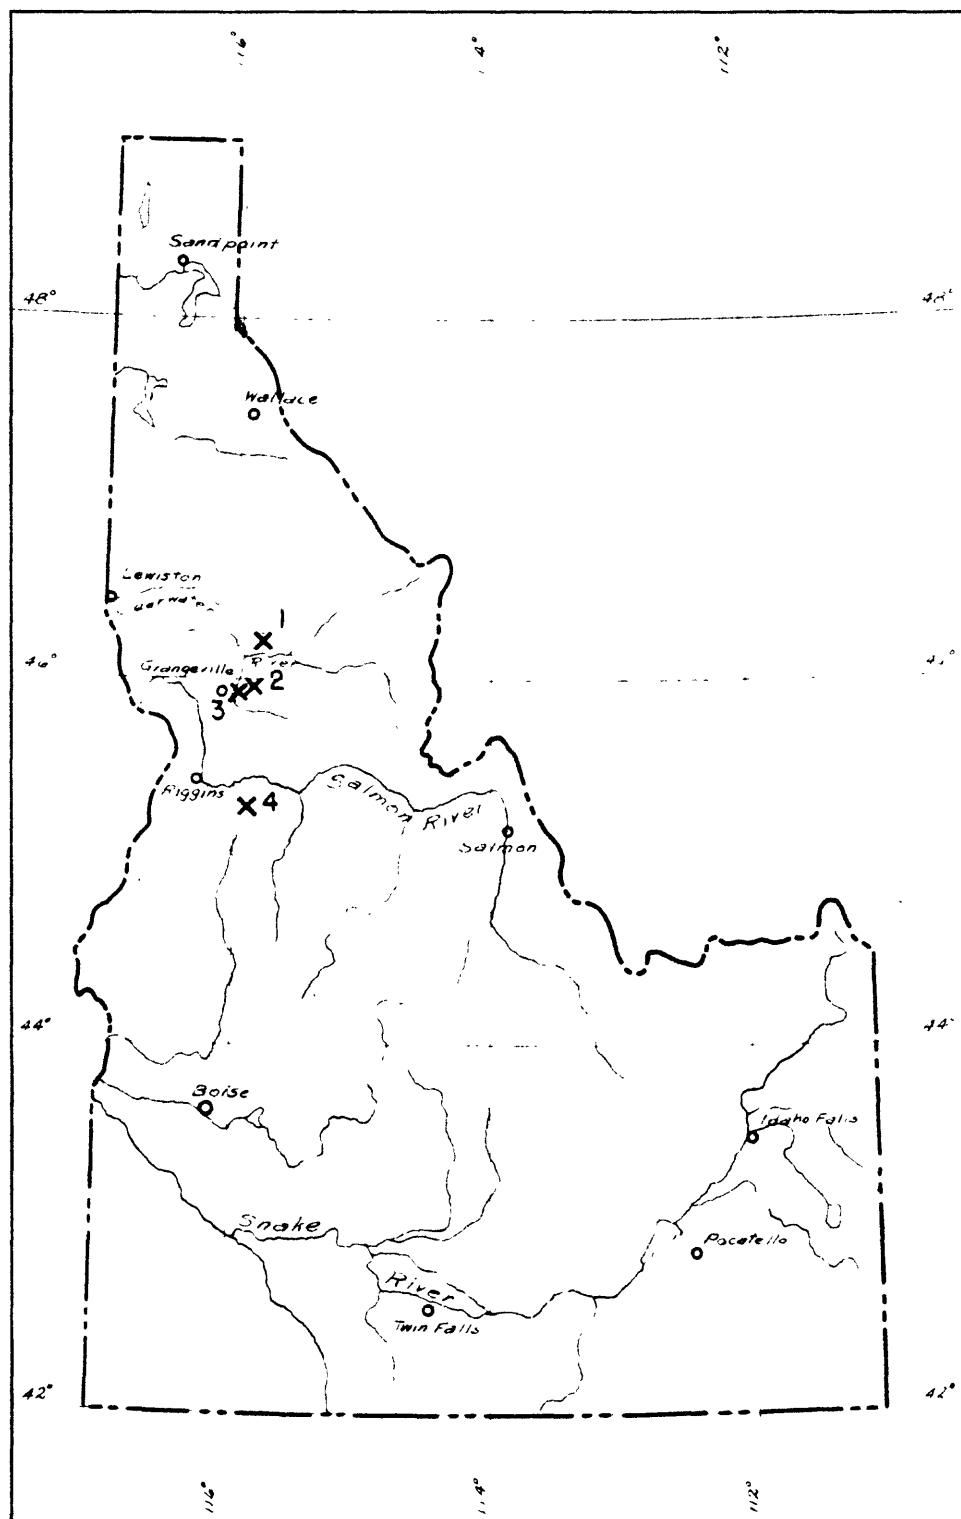 116°
114°
112°
Sandpoint
48°
48°
Wallace
Lewiston
1
46°
River
Grangeville
2
3
Riggins
4
Salmon River
Salmon
44°
44°
Boise
Idaho Falls
Snake
Pocatello
River
Twin Falls
42°
42°
116°
114°
112°